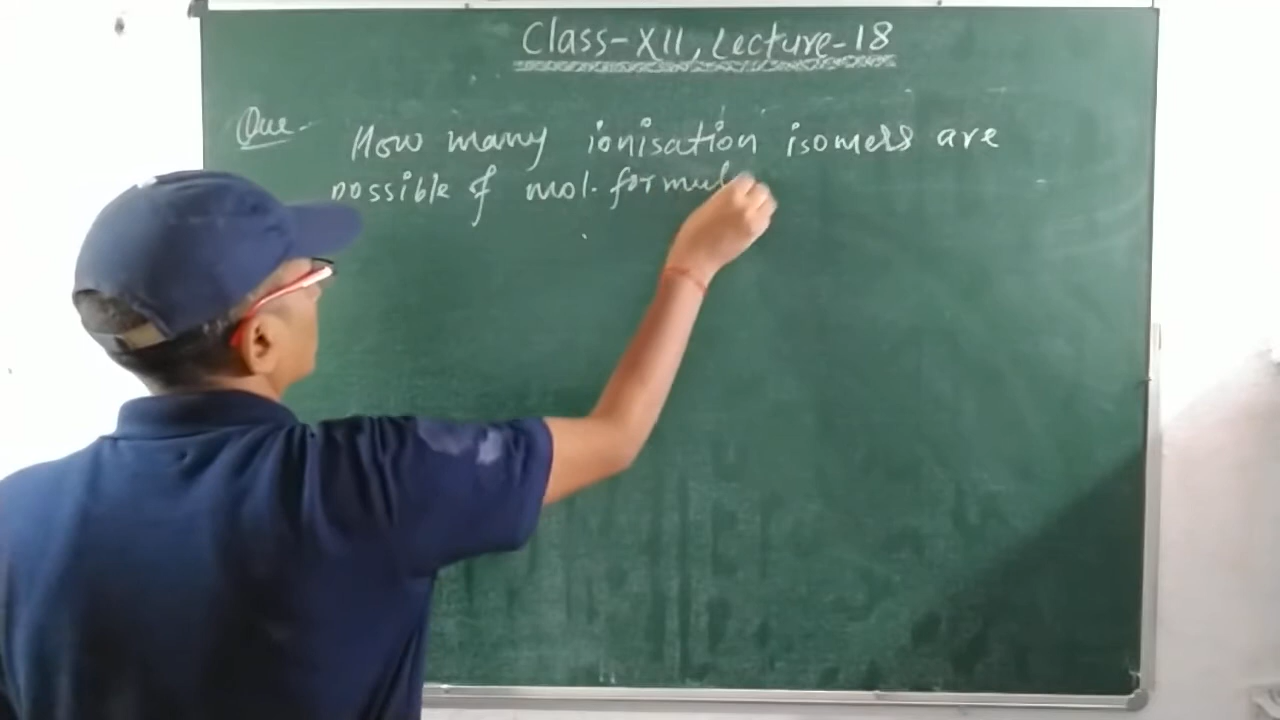 Class-XII, Lecture-18
Que- How many ionisation isomers are
possible of mol. formul